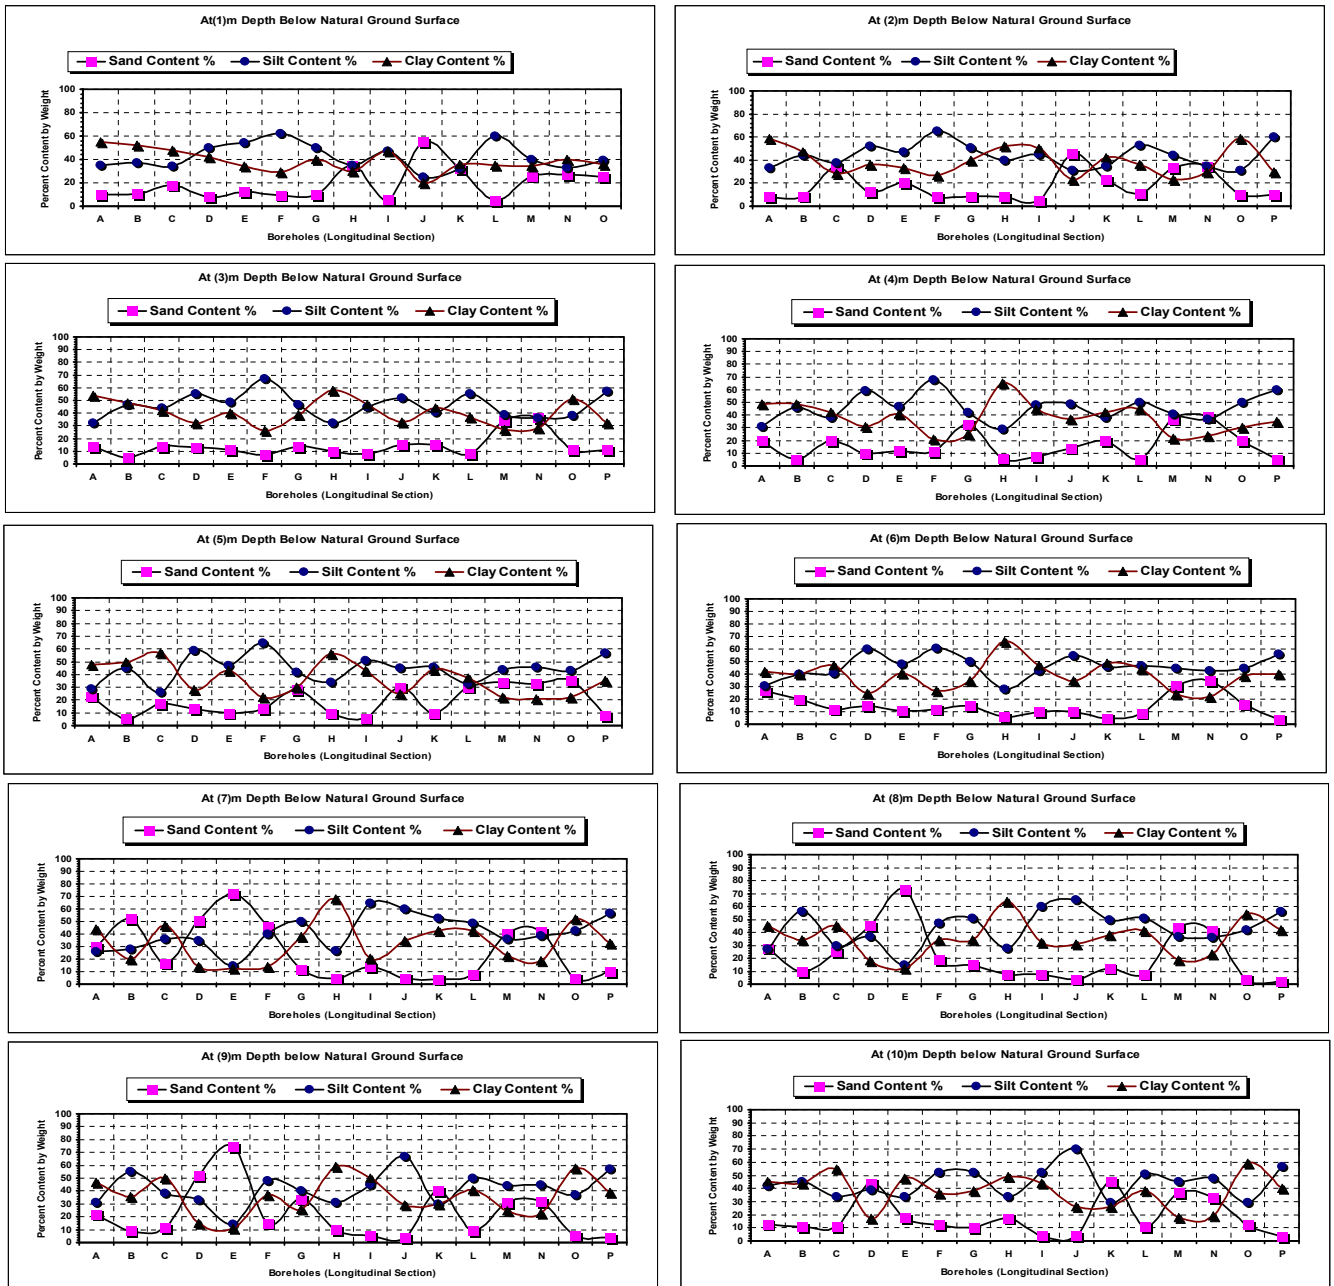 At(1)m Depth Below Natural Ground Surface
Sand Content % Silt Content % Clay Content %
Percent Content by Weight
100
80
60
40
20
0
A B C D E F G H I J K L M N O
Boreholes (Longitudinal Section)
At (2)m Depth Below Natural Ground Surface
Sand Content % Silt Content % Clay Content %
Percent Content by Weight
100
80
60
40
20
0
A B C D E F G H I J K L M N O P
Boreholes (Longitudinal Section)
At (3)m Depth Below Natural Ground Surface
Sand Content % Silt Content % Clay Content %
Percent Content by Weight
100
90
80
70
60
50
40
30
20
10
0
A B C D E F G H I J K L M N O P
Boreholes (Longitudinal Section)
At (4)m Depth Below Natural Ground Surface
Sand Content % Silt Content % Clay Content %
Percent Content by Weight
100
90
80
70
60
50
40
30
20
10
0
A B C D E F G H I J K L M N O P
Boreholes (Longitudinal Section)
At (5)m Depth Below Natural Ground Surface
Sand Content % Silt Content % Clay Content %
Percent Content by Weight
100
90
80
70
60
50
40
30
20
10
0
A B C D E F G H I J K L M N O P
Boreholes (Longitudinal Section)
At (6)m Depth Below Natural Ground Surface
Sand Content % Silt Content % Clay Content %
Percent Content by Weight
100
90
80
70
60
50
40
30
20
10
0
A B C D E F G H I J K L M N O P
Boreholes (Longitudinal Section)
At (7)m Depth Below Natural Ground Surface
Sand Content % Silt Content % Clay Content %
Percent Content by Weight
100
90
80
70
60
50
40
30
20
10
0
A B C D E F G H I J K L M N O P
Boreholes (Longitudinal Section)
At (8)m Depth Below Natural Ground Surface
Sand Content % Silt Content % Clay Content %
Percent Content by Weight
100
90
80
70
60
50
40
30
20
10
0
A B C D E F G H I J K L M N O P
Boreholes (Longitudinal Section)
At (9)m Depth below Natural Ground Surface
Sand Content % Silt Content % Clay Content %
Percent Content by Weight
100
90
80
70
60
50
40
30
20
10
0
A B C D E F G H I J K L M N O P
Boreholes (Longitudinal Section)
At (10)m Depth below Natural Ground Surface
Sand Content % Silt Content % Clay Content %
Percent Content by Weight
100
90
80
70
60
50
40
30
20
10
0
A B C D E F G H I J K L M N O P
Boreholes (Longitudinal Section)